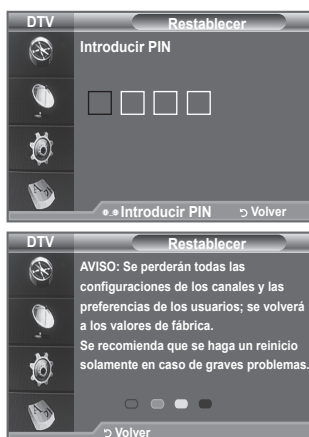 DTV
Restablecer
Introducir PIN
Introducir PIN
Volver
DTV
Restablecer
AVISO: Se perderán todas las
configuraciones de los canales y las
preferencias de los usuarios; se volverá
a los valores de fábrica.
Se recomienda que se haga un reinicio
solamente en caso de graves problemas.
Volver